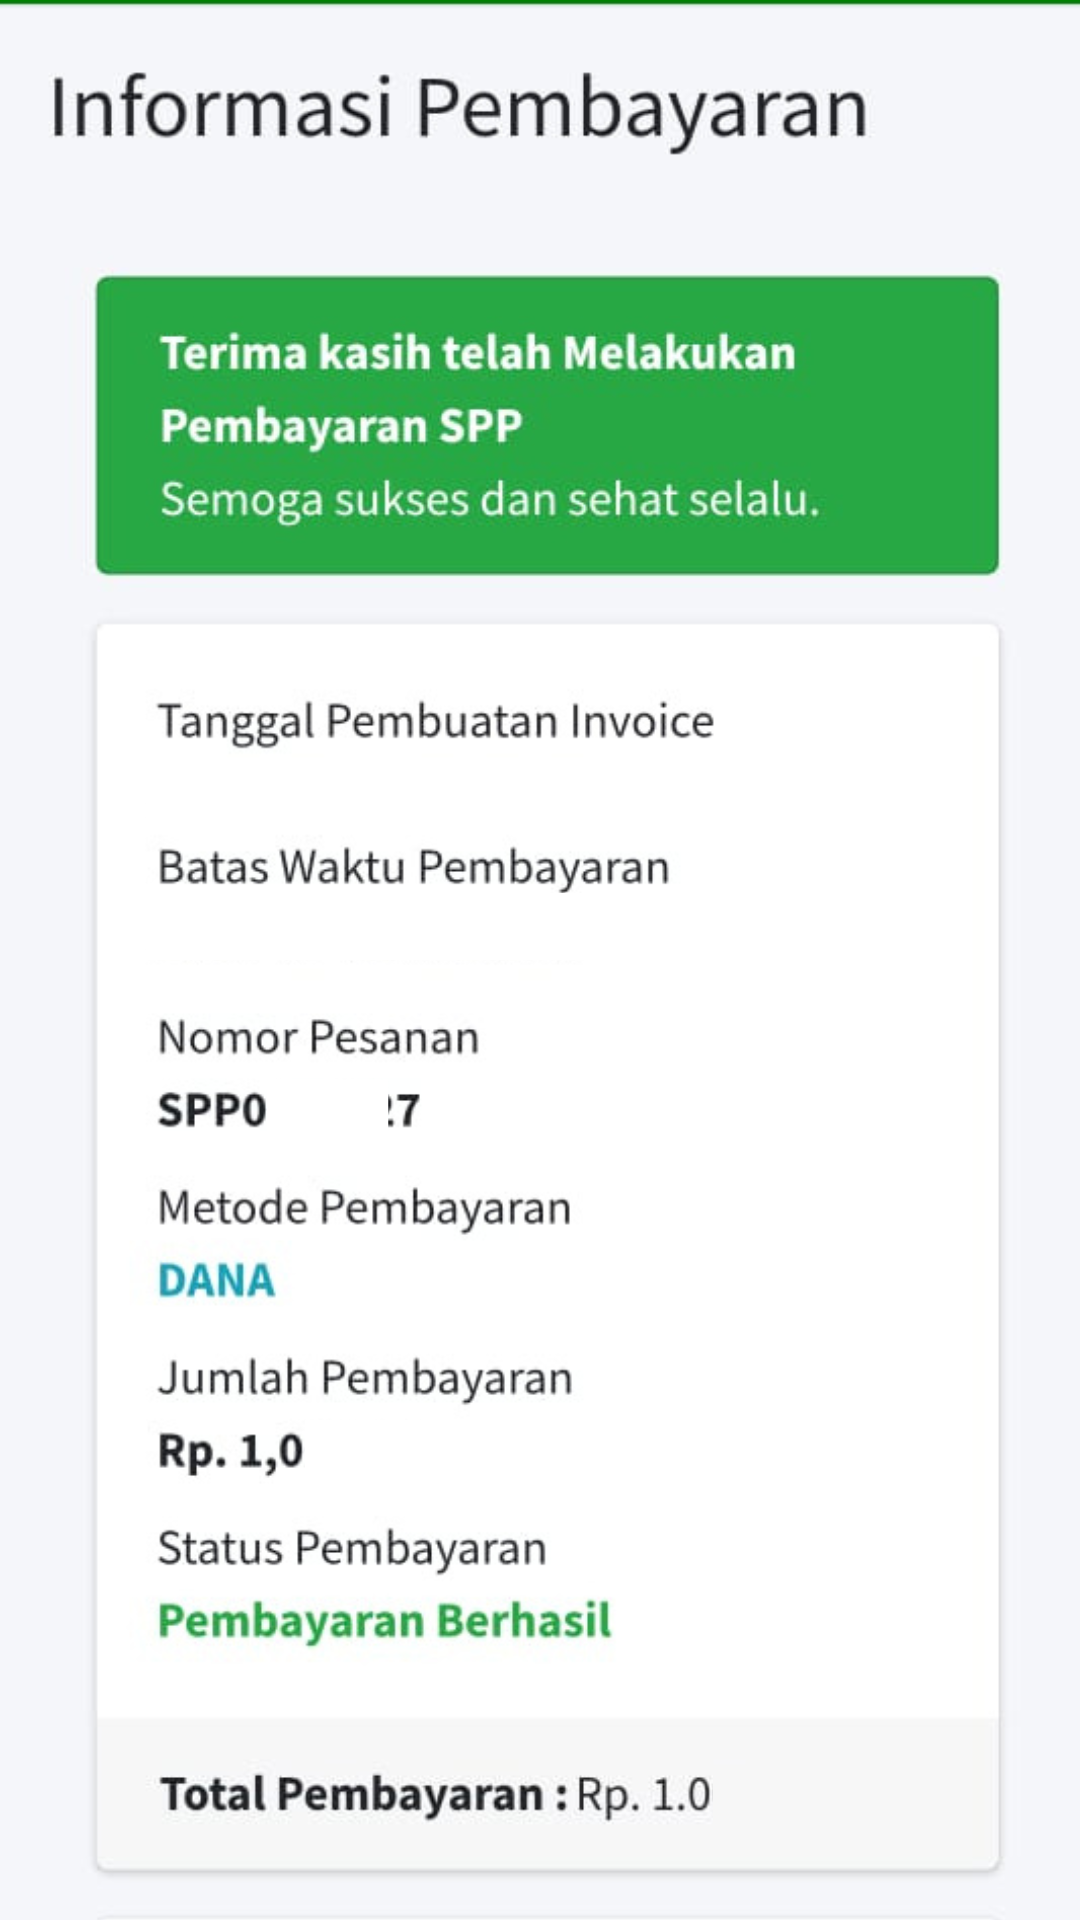 Informasi Pembayaran
Terima kasih telah Melakukan
Pembayaran SPP
Semoga sukses dan sehat selalu.
Tanggal Pembuatan Invoice
Batas Waktu Pembayaran
Nomor Pesanan
SPP0 7
Metode Pembayaran
DANA
Jumlah Pembayaran
Rp. 1,0
Status Pembayaran
Pembayaran Berhasil
Total Pembayaran : Rp. 1.0